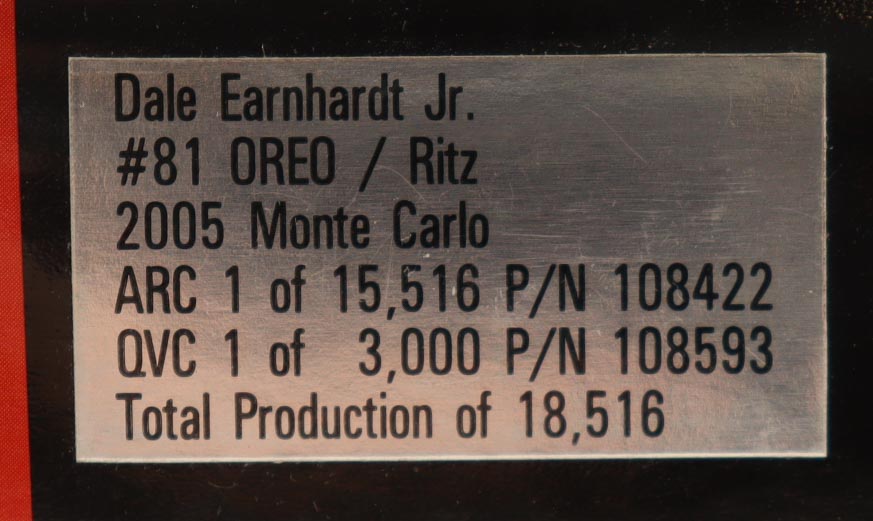 Dale Earnhardt Jr.
#81 OREO / Ritz
2005 Monte Carlo
ARC 1 of 15,516 P/N 108422
QVC 1 of 3,000 P/N 108593
Total Production of 18,516